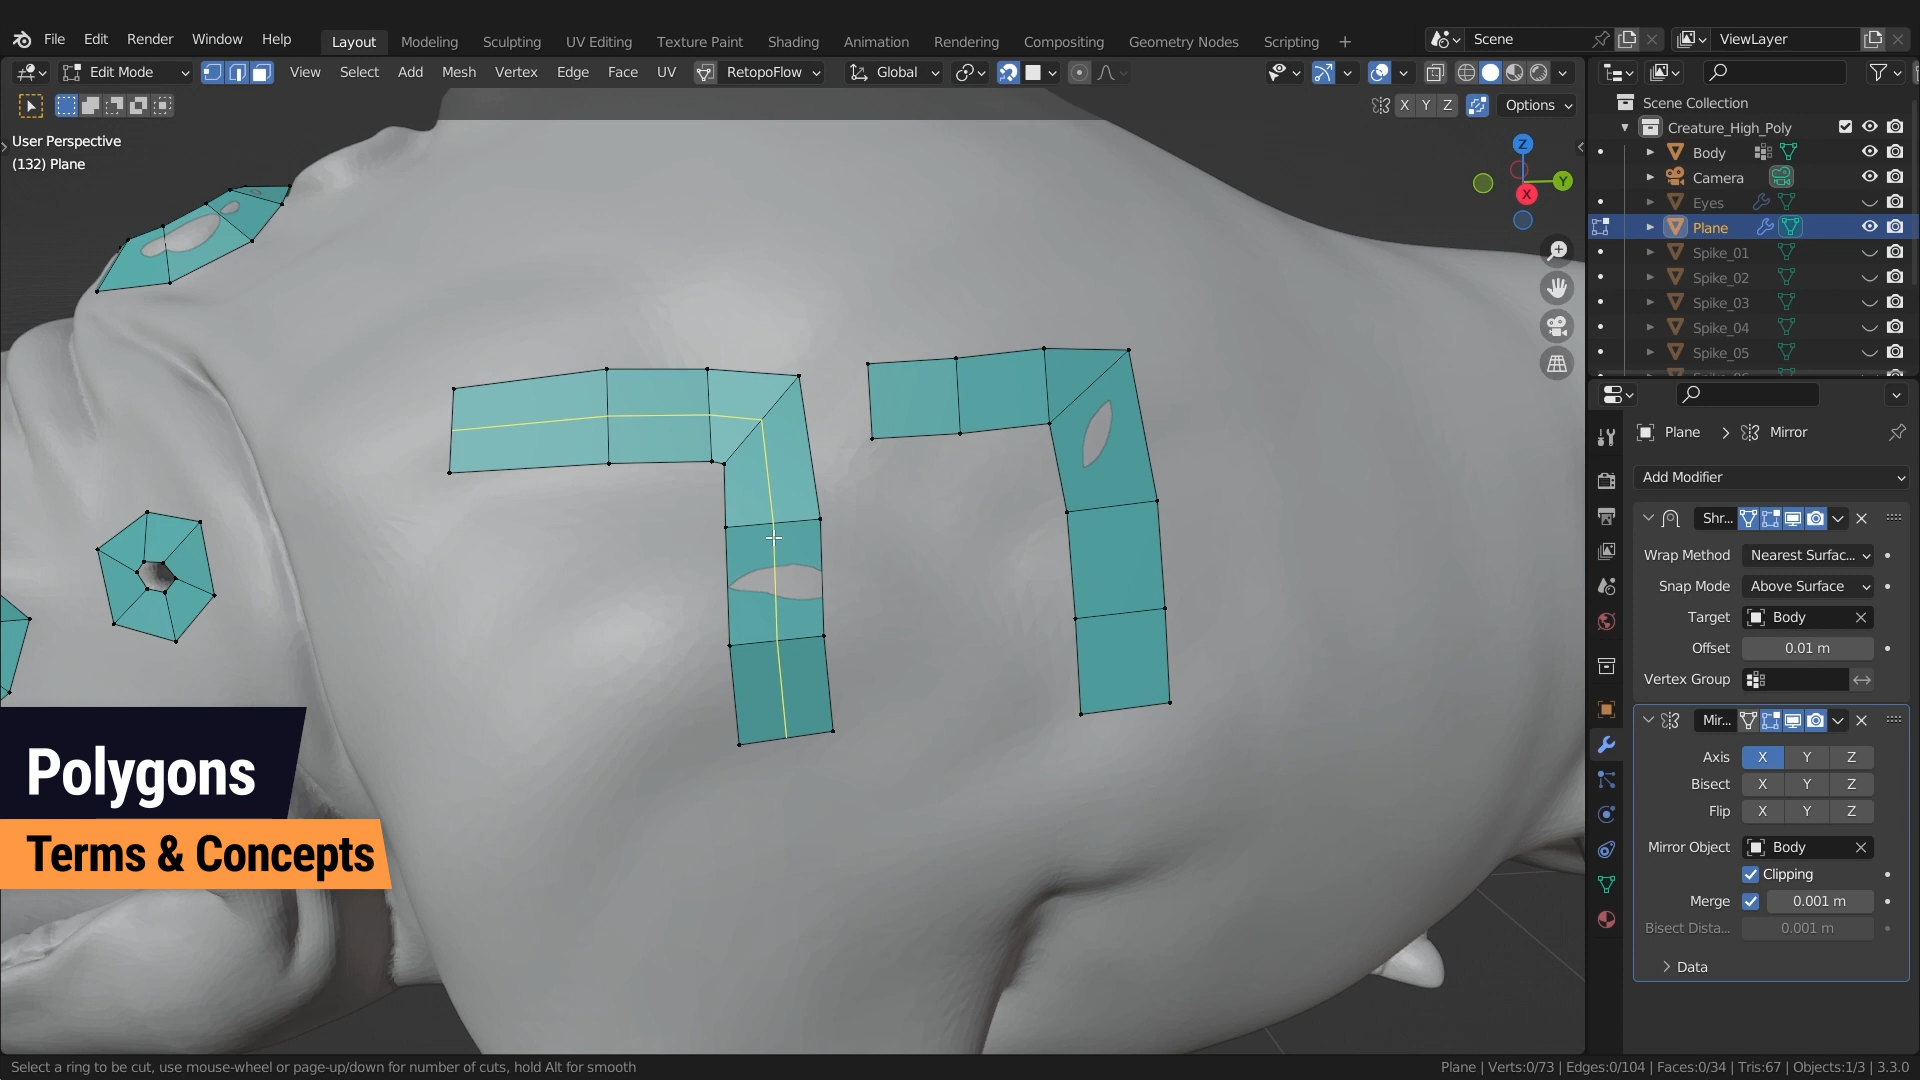 File Edit Render Window Help Layout Modeling Sculpting UV Editing Texture Paint Shading Animation Rendering Compositing Geometry Nodes Scripting + Scene ViewLayer
Edit Mode View Select Add Mesh Vertex Edge Face UV RetopoFlow Global
X Y Z Options
User Perspective
(132) Plane
Z
Y
X
Scene Collection
Creature_High_Poly
Body
Camera
Eyes
Plane
Spike_01
Spike_02
Spike_03
Spike_04
Spike_05
Plane > Mirror
Add Modifier
Shr...
Wrap Method Nearest Surfac...
Snap Mode Above Surface
Target Body
Offset 0.01 m
Vertex Group
Mir...
Axis X Y Z
Bisect X Y Z
Flip X Y Z
Mirror Object Body
Clipping
Merge 0.001 m
Bisect Dista... 0.001 m
Data
Polygons
Terms & Concepts
Select a ring to be cut, use mouse-wheel or page-up/down for number of cuts, hold Alt for smooth
Plane | Verts:0/73 | Edges:0/104 | Faces:0/34 | Tris:67 | Objects:1/3 | 3.3.0